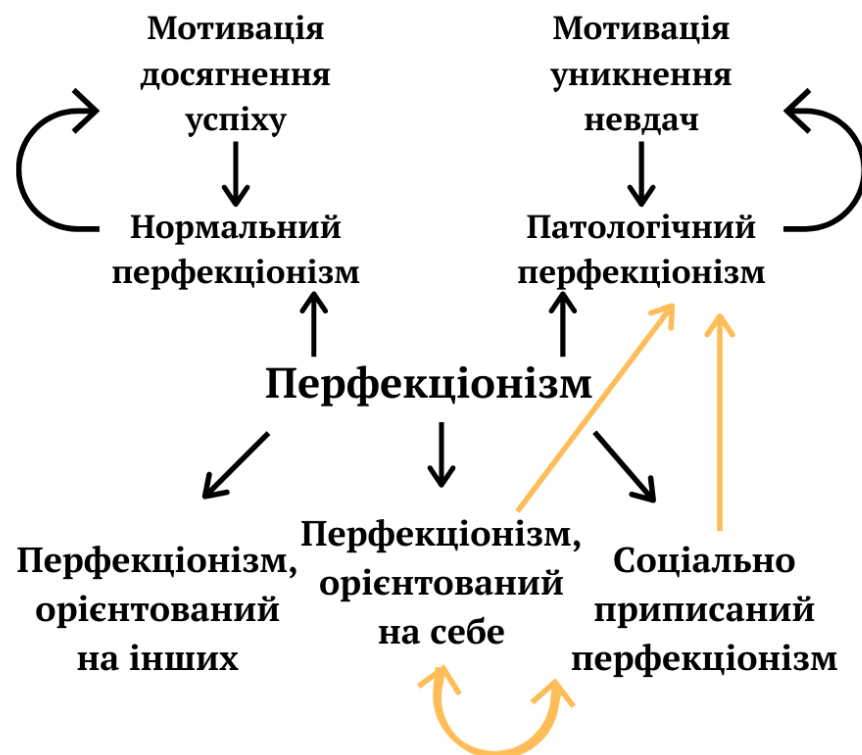 Мотивація
досягнення
успіху
Мотивація
уникнення
невдач
Нормальний
перфекціонізм
Патологічний
перфекціонізм
Перфекціонізм
Перфекціонізм,
орієнтований
на інших
Перфекціонізм,
орієнтований
на себе
Соціально
приписаний
перфекціонізм